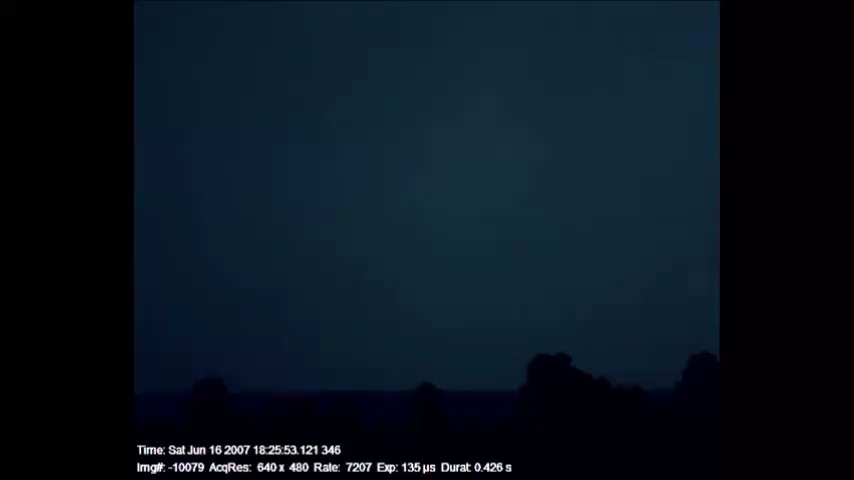 Time: Sat Jun 16 2007 18:25:53.121 346
Img#: -10079 AcqRes: 640 x 480 Rate: 7207 Exp: 135 µs Durat: 0.426 s